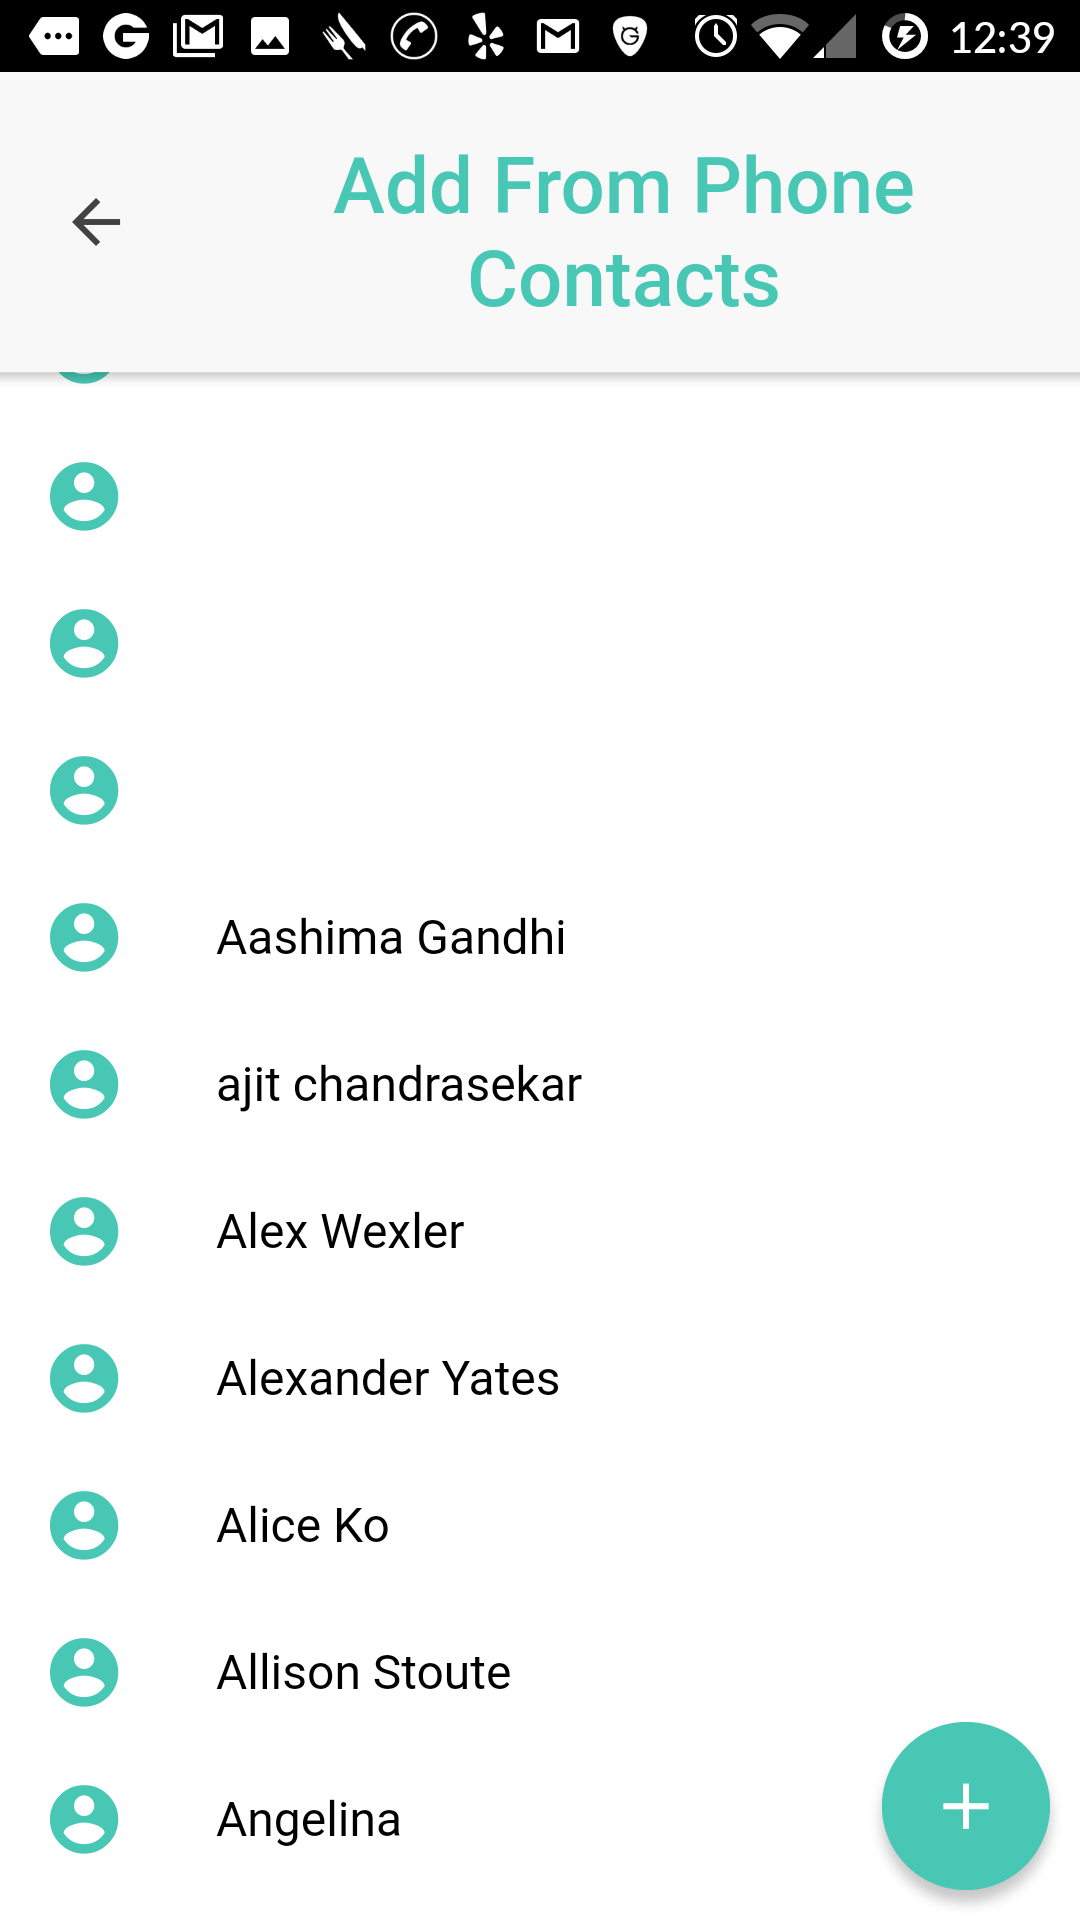 12:39
Add From Phone
Contacts
Aashima Gandhi
ajit chandrasekar
Alex Wexler
Alexander Yates
Alice Ko
Allison Stoute
Angelina